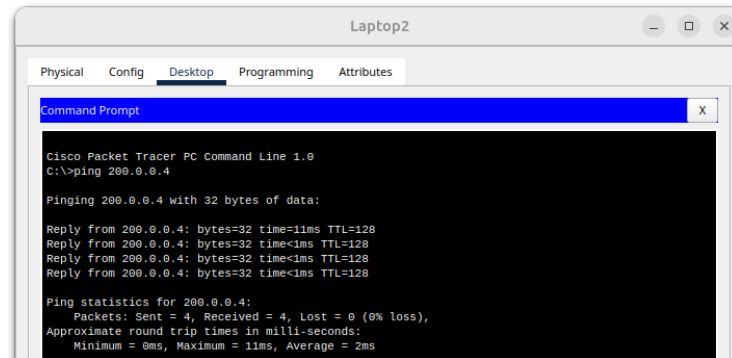 Laptop2
Physical Config Desktop Programming Attributes
Command Prompt X
Cisco Packet Tracer PC Command Line 1.0
C:\>ping 200.0.0.4
Pinging 200.0.0.4 with 32 bytes of data:
Reply from 200.0.0.4: bytes=32 time=11ms TTL=128
Reply from 200.0.0.4: bytes=32 time<1ms TTL=128
Reply from 200.0.0.4: bytes=32 time<1ms TTL=128
Reply from 200.0.0.4: bytes=32 time<1ms TTL=128
Ping statistics for 200.0.0.4:
Packets: Sent = 4, Received = 4, Lost = 0 (0% loss),
Approximate round trip times in milli-seconds:
Minimum = 0ms, Maximum = 11ms, Average = 2ms